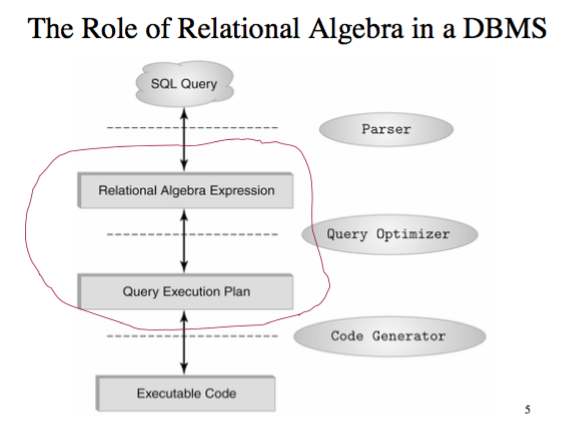 The Role of Relational Algebra in a DBMS
SQL Query
Parser
Relational Algebra Expression
Query Optimizer
Query Execution Plan
Code Generator
Executable Code
5